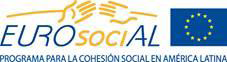 EUROsociAL
PROGRAMA PARA LA COHESIÓN SOCIAL EN AMÉRICA LATINA